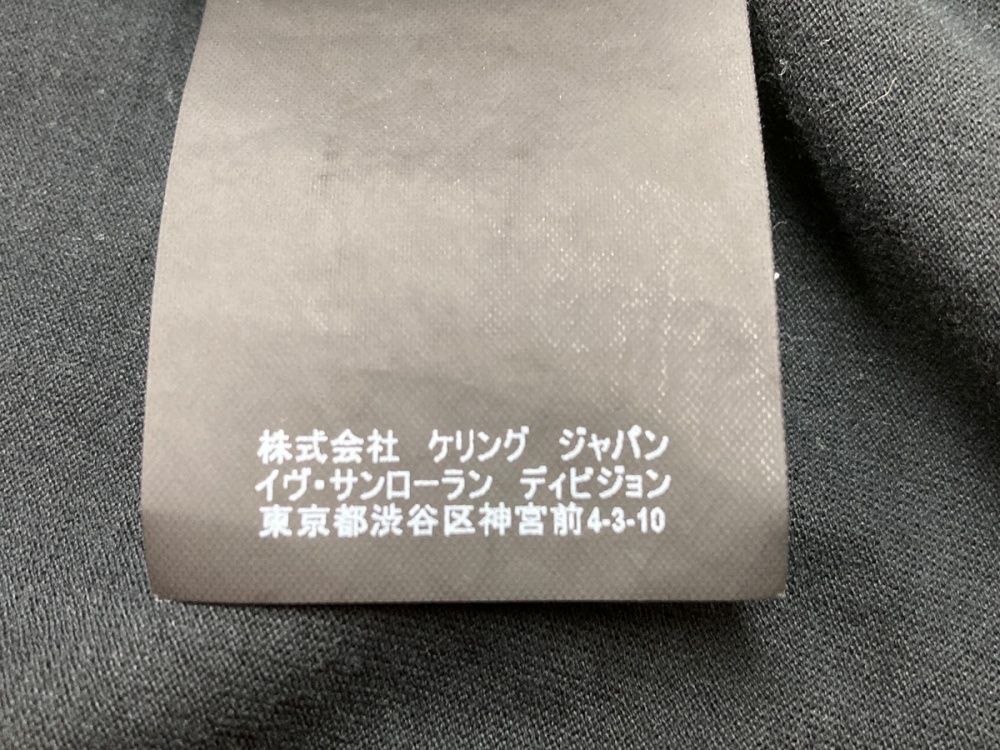 株式会社 ケリング ジャパン
イヴ・サンローラン ディビジョン
東京都渋谷区神宮前4-3-10